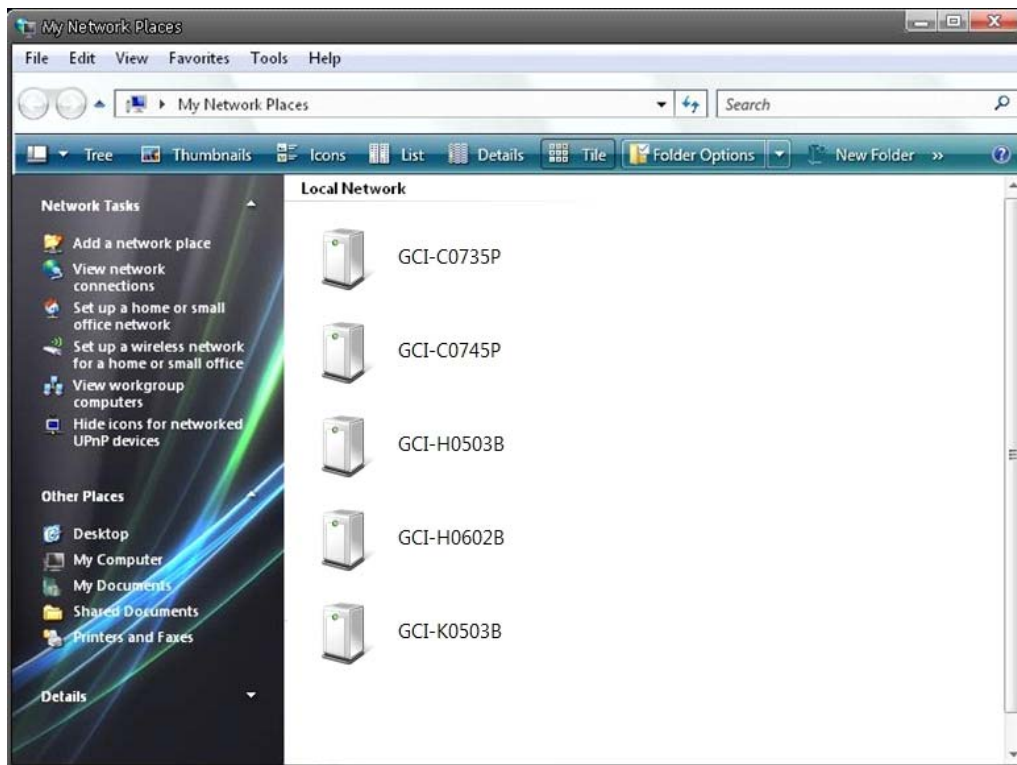 My Network Places
File Edit View Favorites Tools Help
My Network Places Search
Tree Thumbnails Icons List Details Tile Folder Options New Folder »
Network Tasks
Add a network place
View network
connections
Set up a home or small
office network
Set up a wireless network
for a home or small office
View workgroup
computers
Hide icons for networked
UPnP devices
Other Places
Desktop
My Computer
My Documents
Shared Documents
Printers and Faxes
Details
Local Network
GCI-C0735P
GCI-C0745P
GCI-H0503B
GCI-H0602B
GCI-K0503B